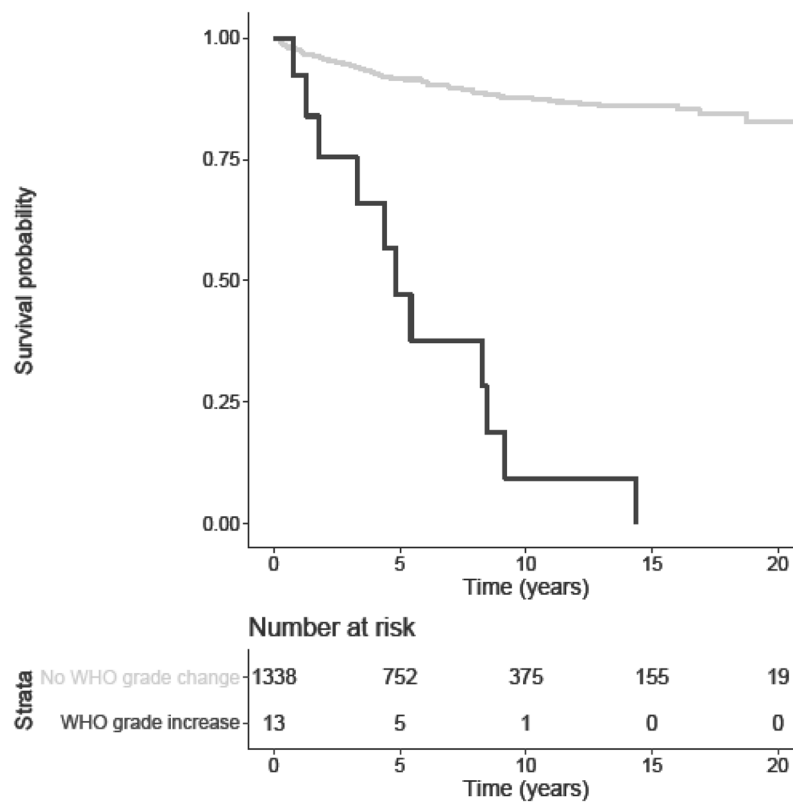 1.00
0.75
0.50
0.25
0.00
Survival probability
0 5 10 15 20
Time (years)
Number at risk
Strata
No WHO grade change 1338 752 375 155 19
WHO grade increase 13 5 1 0 0
0 5 10 15 20
Time (years)